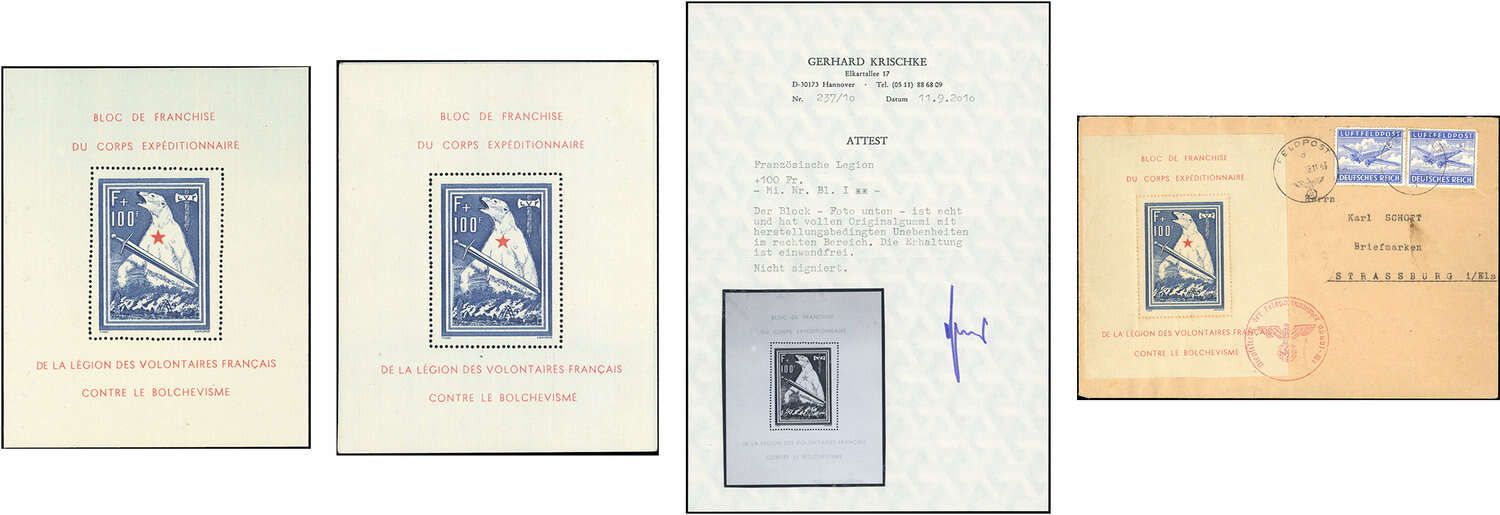 BLOC DE FRANCHISE
DU CORPS EXPÉDITIONNAIRE
F+
100F
LVF
DE LA LÉGION DES VOLONTAIRES FRANÇAIS
CONTRE LE BOLCHEVISME
BLOC DE FRANCHISE
DU CORPS EXPÉDITIONNAIRE
F+
100F
LVF
DE LA LÉGION DES VOLONTAIRES FRANÇAIS
CONTRE LE BOLCHEVISME
GERHARD KRISCHKE
Elkartallee 17
D-30173 Hannover · Tel. (05 11) 88 68 09
Nr. 237/10 Datum 11.9.2010
ATTEST
Französische Legion
+100 Fr.
- Mi. Nr. Bl. I ** -
Der Block - Foto unten - ist echt
und hat vollen Originalgummi mit
herstellungsbedingten Unebenheiten
im rechten Bereich. Die Erhaltung
ist einwandfrei.
Nicht signiert.
BLOC DE FRANCHISE
DU CORPS EXPÉDITIONNAIRE
F+
100F
LVF
DE LA LÉGION DES VOLONTAIRES FRANÇAIS
CONTRE LE BOLCHEVISME
BLOC DE FRANCHISE
DU CORPS EXPÉDITIONNAIRE
F+
100F
LVF
DE LA LÉGION DES VOLONTAIRES FRANÇAIS
CONTRE LE BOLCHEVISME
FELDPOST
LUFTFELDPOST
DEUTSCHES REICH
LUFTFELDPOST
DEUTSCHES REICH
Herrn
Karl SCHOTT
Briefmarken
STRASSBURG i/Els